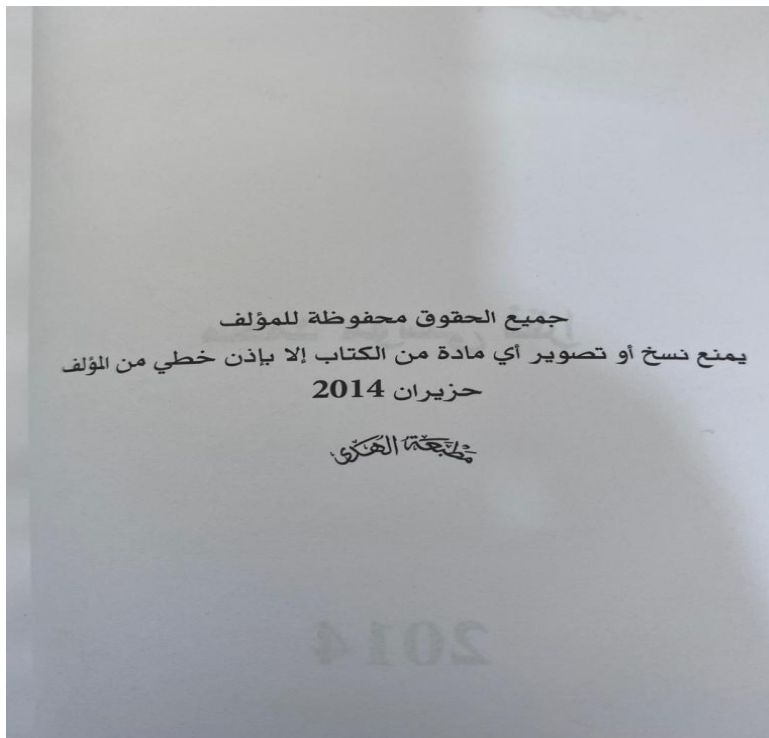 جميع الحقوق محفوظة للمؤلف
يمنع نسخ أو تصوير أي مادة من الكتاب إلا بإذن خطي من المؤلف
حزيران 2014
مطبعة الهدى
2014